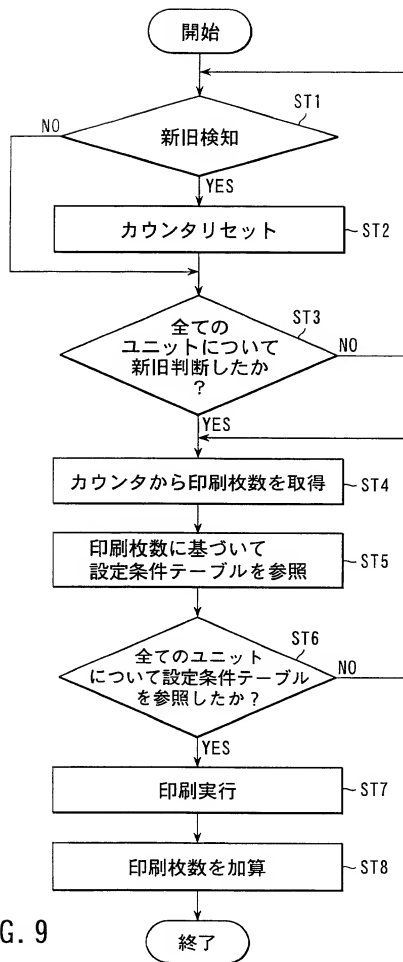 開始
ST1
NO
新旧検知
YES
カウンタリセット
ST2
ST3
全ての
ユニットについて
新旧判断したか
?
NO
YES
カウンタから印刷枚数を取得
ST4
印刷枚数に基づいて
設定条件テーブルを参照
ST5
ST6
全てのユニット
について設定条件テーブル
を参照したか?
NO
YES
印刷実行
ST7
印刷枚数を加算
ST8
G. 9
終了